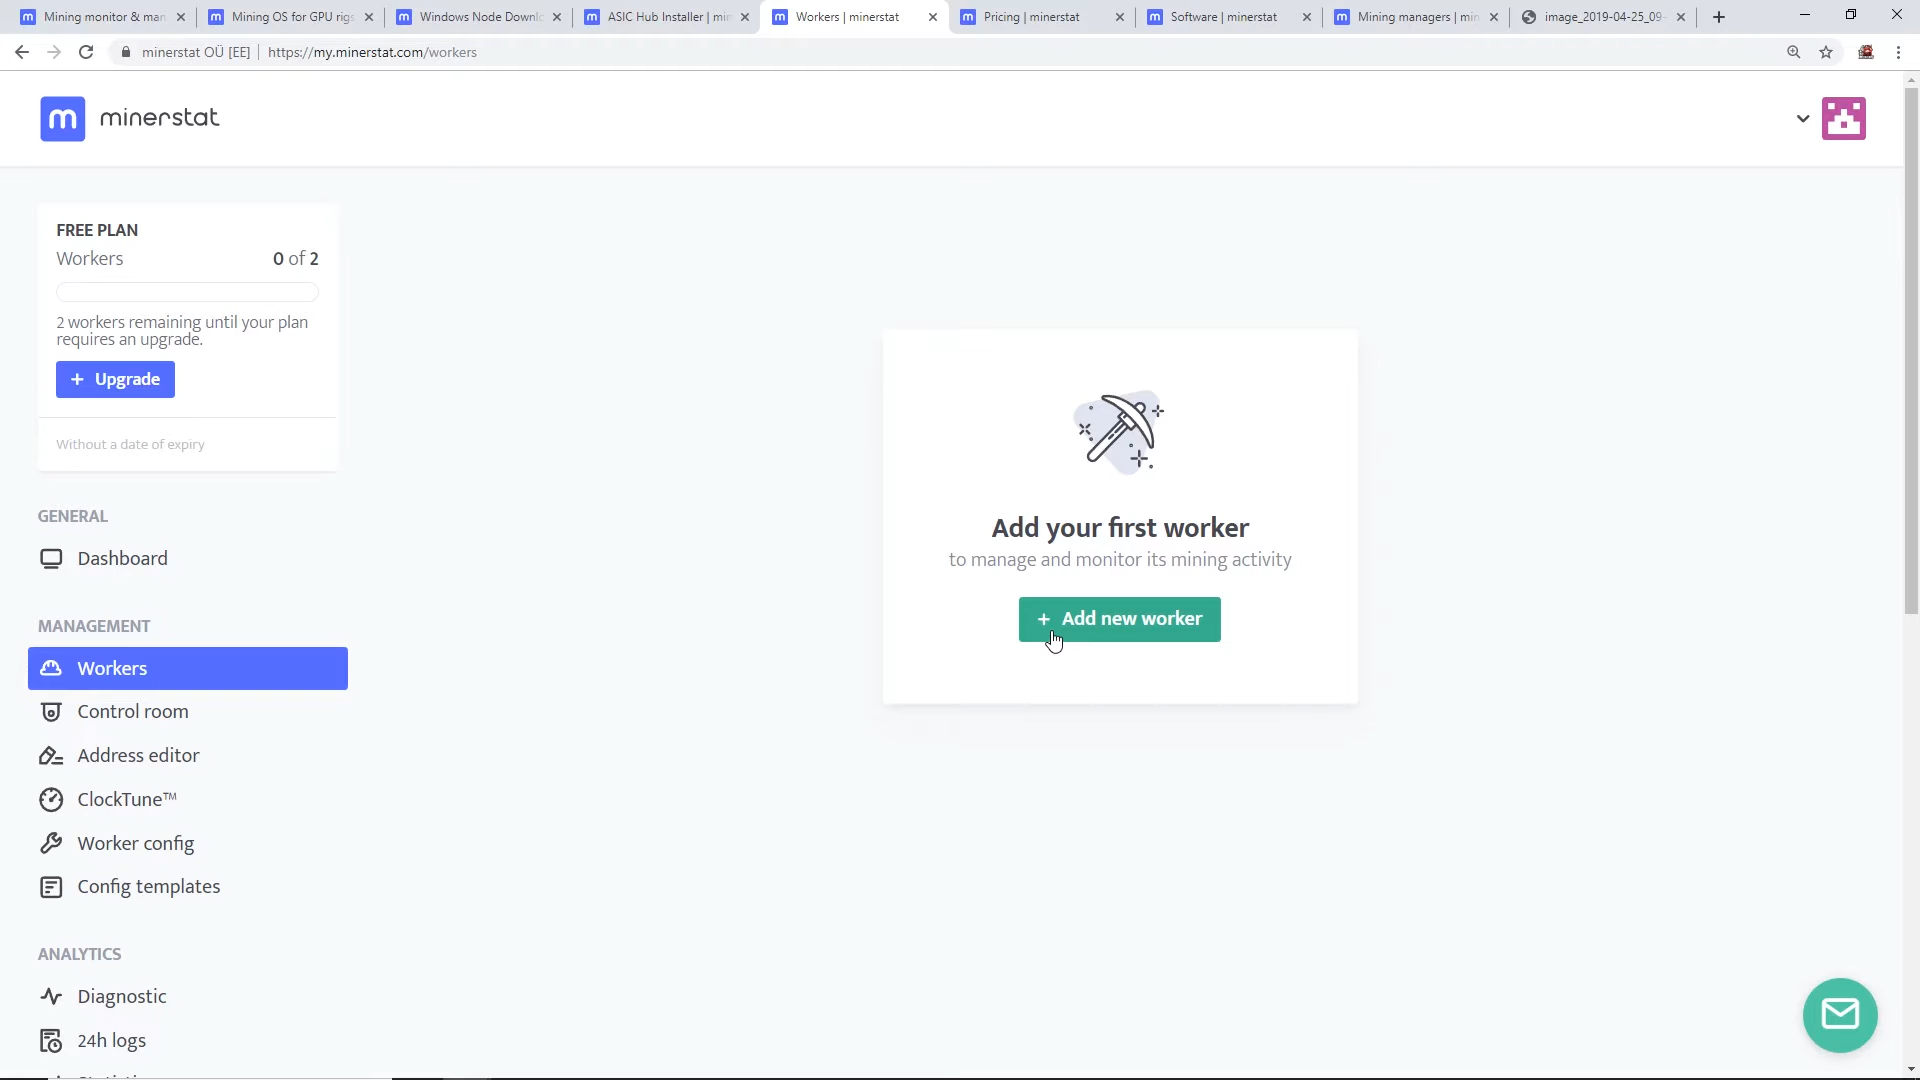 Mining monitor & man
Mining OS for GPU rigs
Windows Node Downlo
ASIC Hub Installer | min
Workers | minerstat
Pricing | minerstat
Software | minerstat
Mining managers | min
image_2019-04-25_09-
minerstat OÜ [EE]
https://my.minerstat.com/workers
m minerstat
FREE PLAN
Workers 0 of 2
2 workers remaining until your plan
requires an upgrade.
+ Upgrade
Without a date of expiry
GENERAL
Dashboard
MANAGEMENT
Workers
Control room
Address editor
ClockTune™
Worker config
Config templates
ANALYTICS
Diagnostic
24h logs
Add your first worker
to manage and monitor its mining activity
+ Add new worker